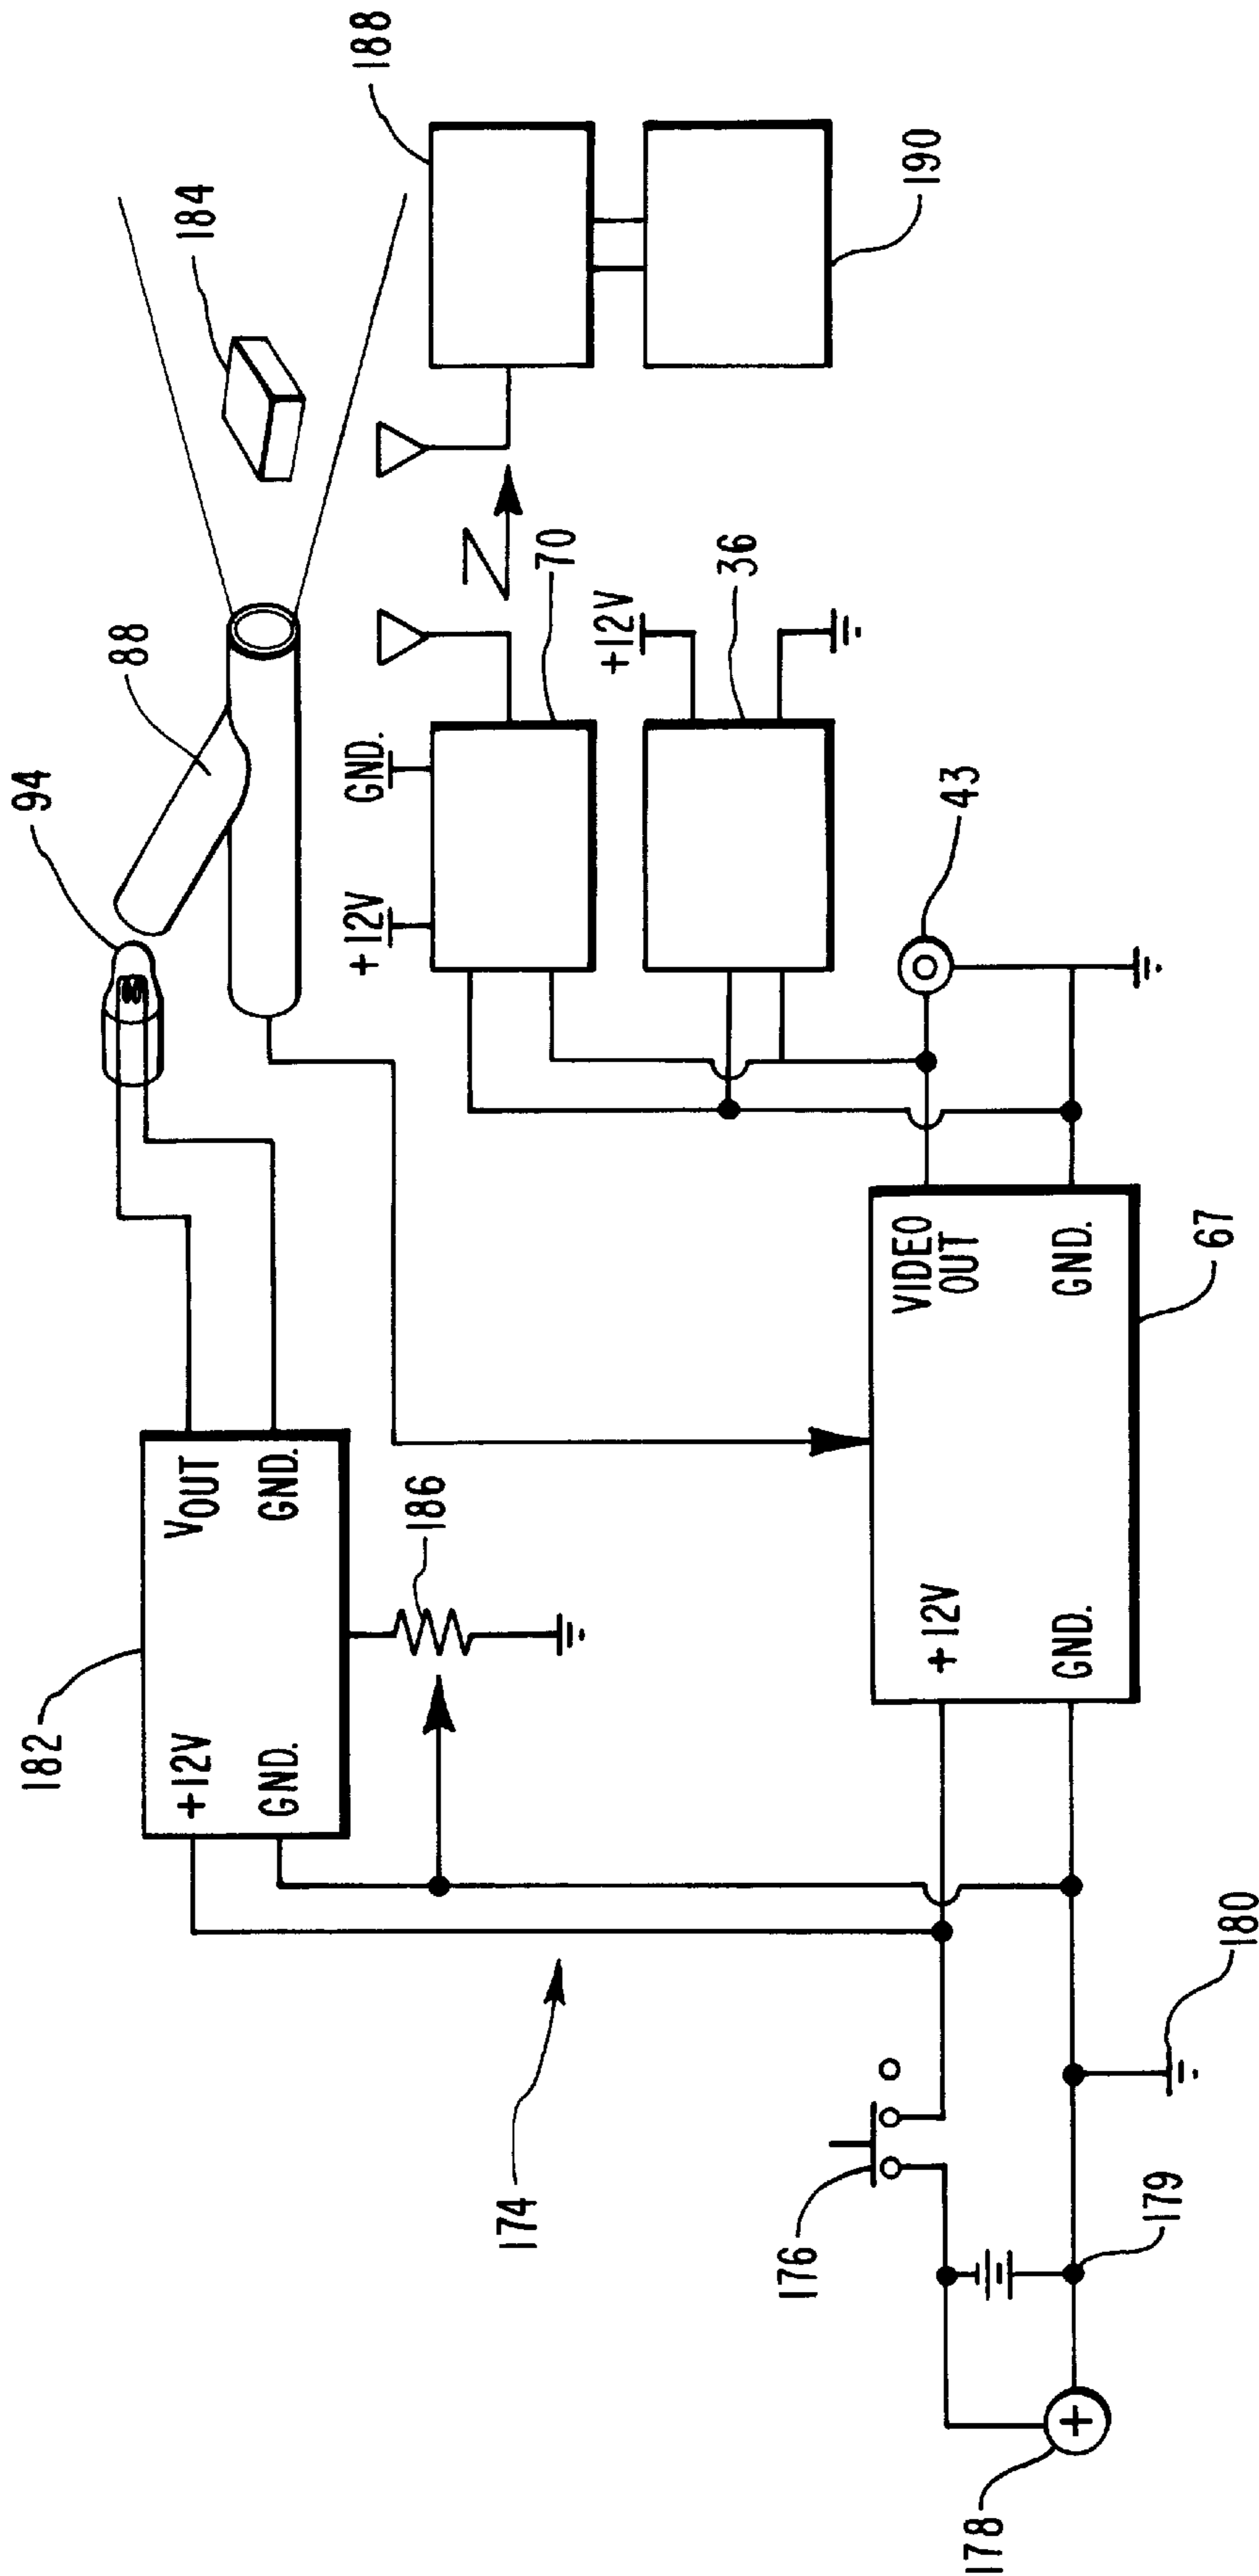 182
+12V
GND.
VOUT
GND.
186
94
88
184
188
190
+12V
GND.
70
+12V
36
43
174
176
178
179
180
+12V
GND.
VIDEO
OUT
GND.
67